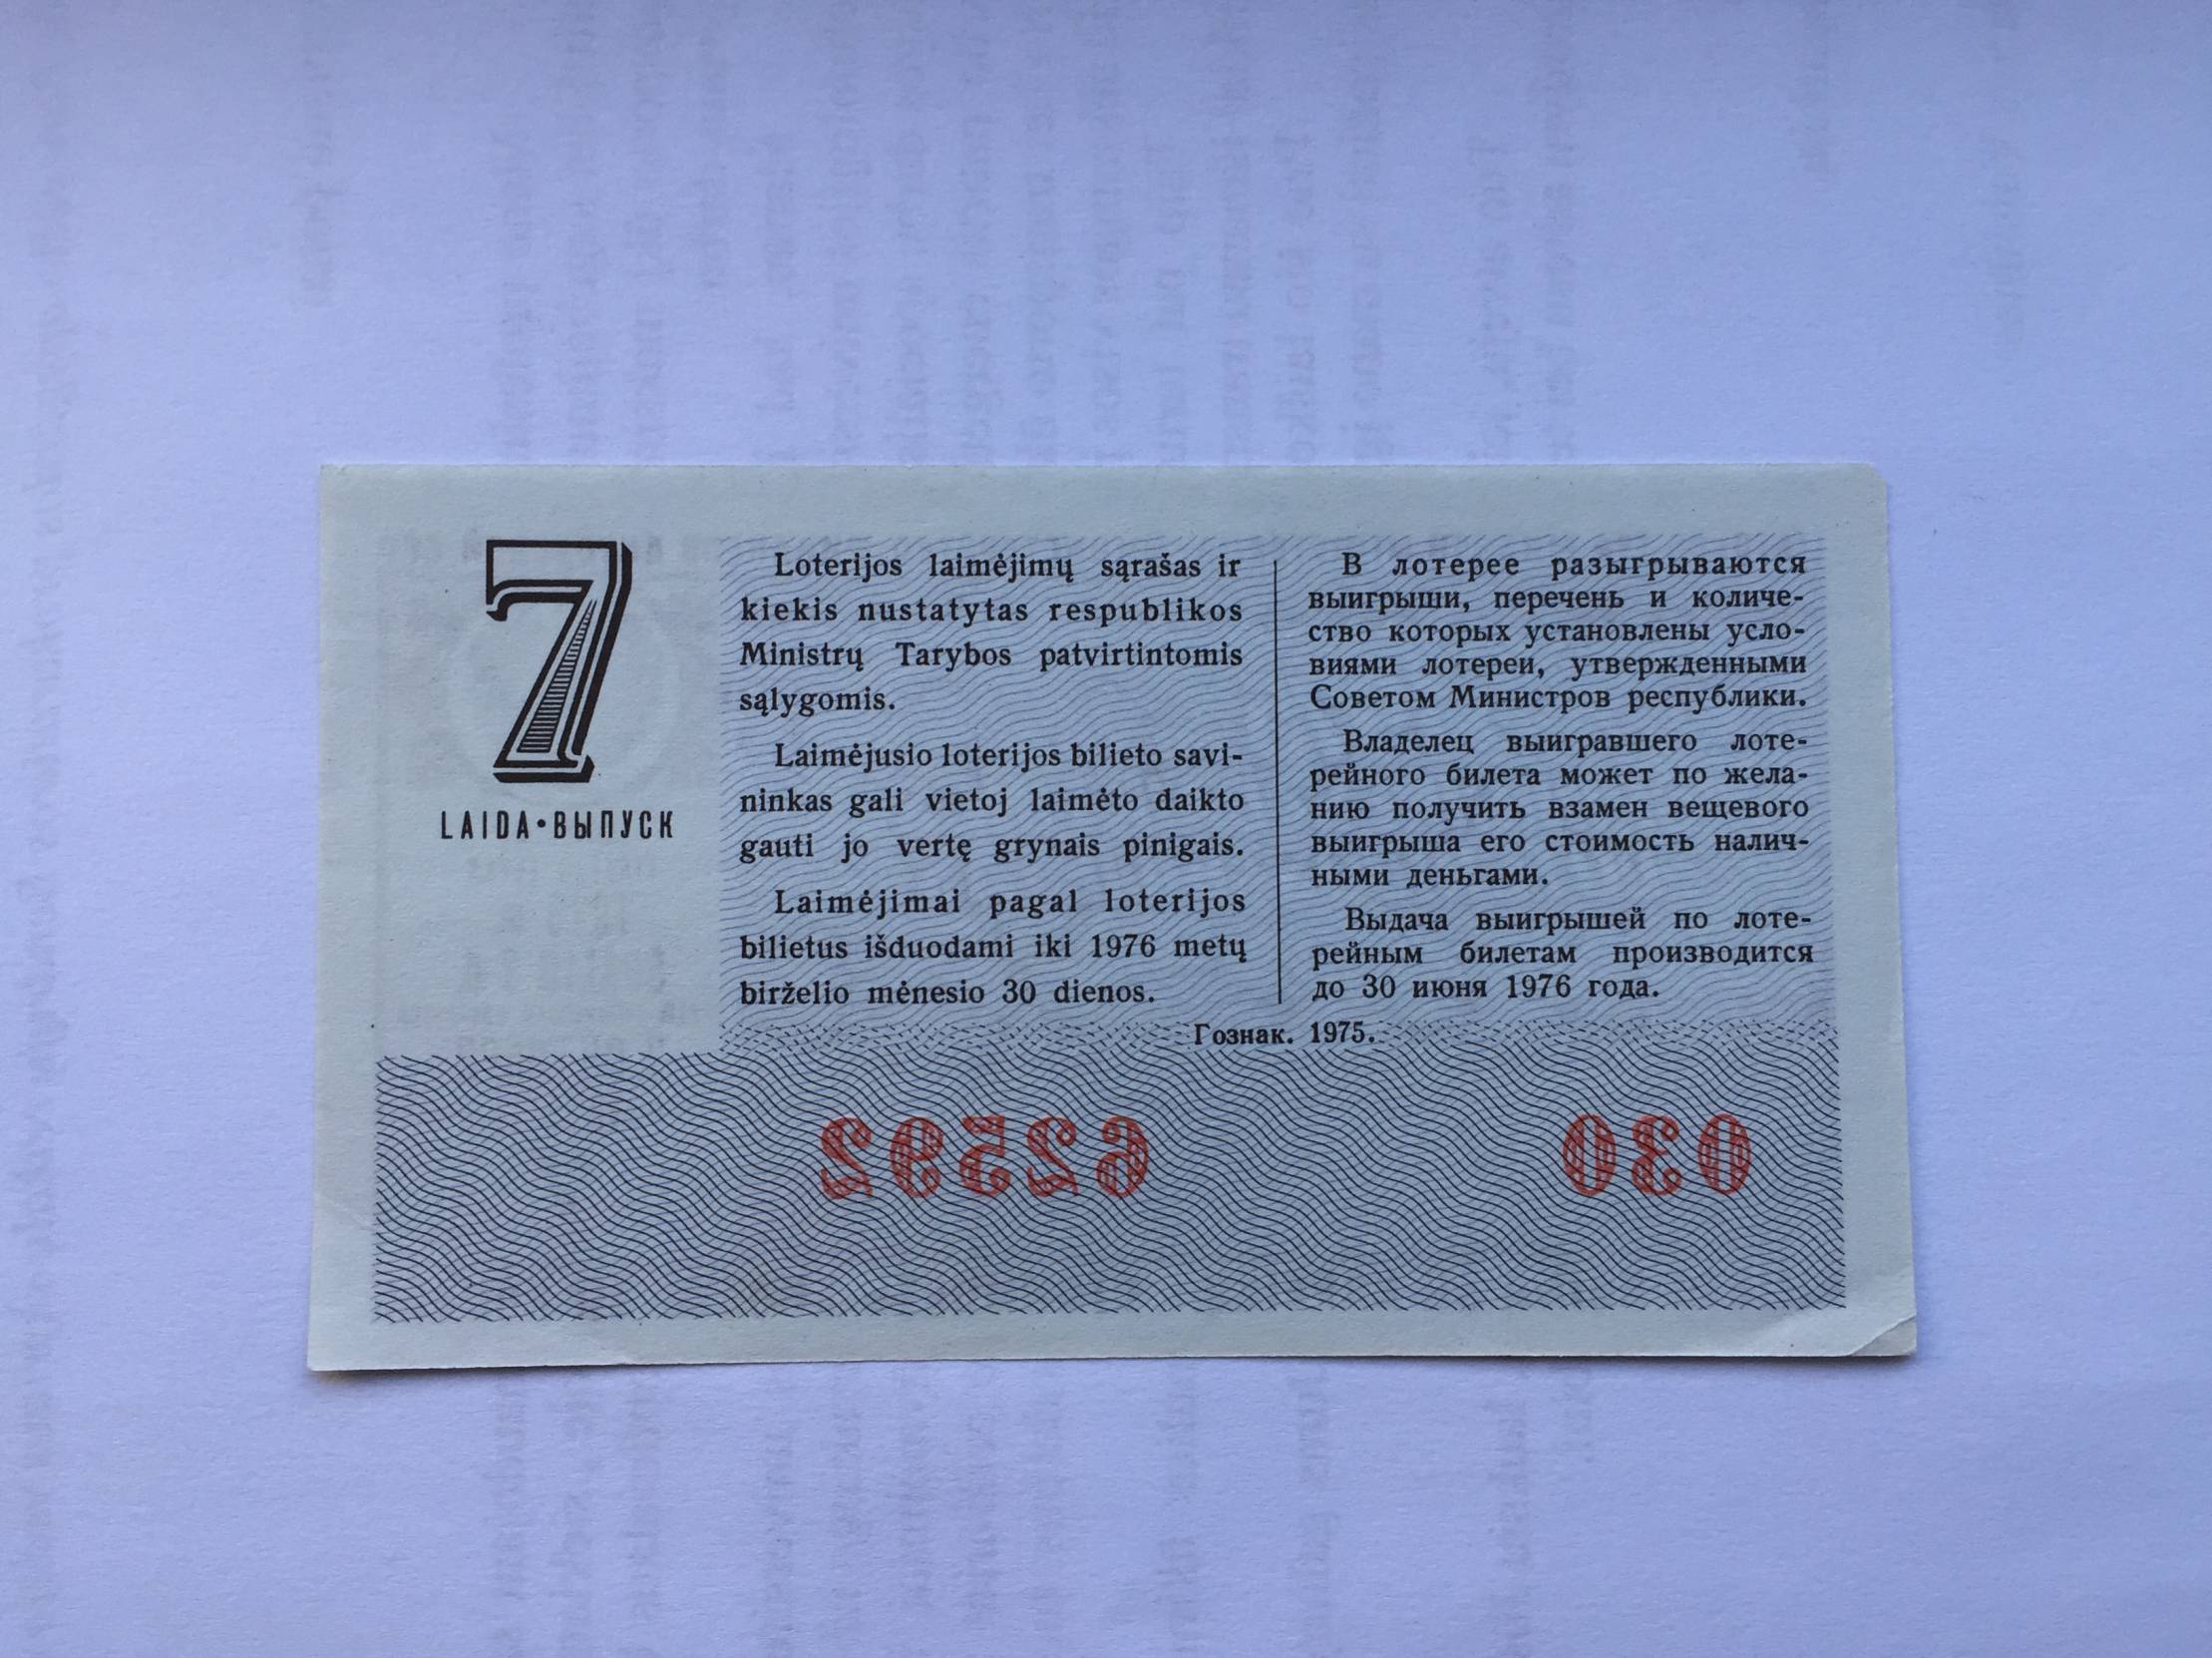 7
LAIDA•ВЫПУСК
Loterijos laimėjimų sąrašas ir
kiekis nustatytas respublikos
Ministrų Tarybos patvirtintomis
sąlygomis.
Laimėjusio loterijos bilieto savi-
ninkas gali vietoj laimėto daikto
gauti jo vertę grynais pinigais.
Laimėjimai pagal loterijos
bilietus išduodami iki 1976 metų
birželio mėnesio 30 dienos.
В лотерее разыгрываются
выигрыши, перечень и количе-
ство которых установлены усло-
виями лотереи, утвержденными
Советом Министров республики.
Владелец выигравшего лоте-
рейного билета может по жела-
нию получить взамен вещевого
выигрыша его стоимость налич-
ными деньгами.
Выдача выигрышей по лоте-
рейным билетам производится
до 30 июня 1976 года.
Гознак. 1975.
62592
030